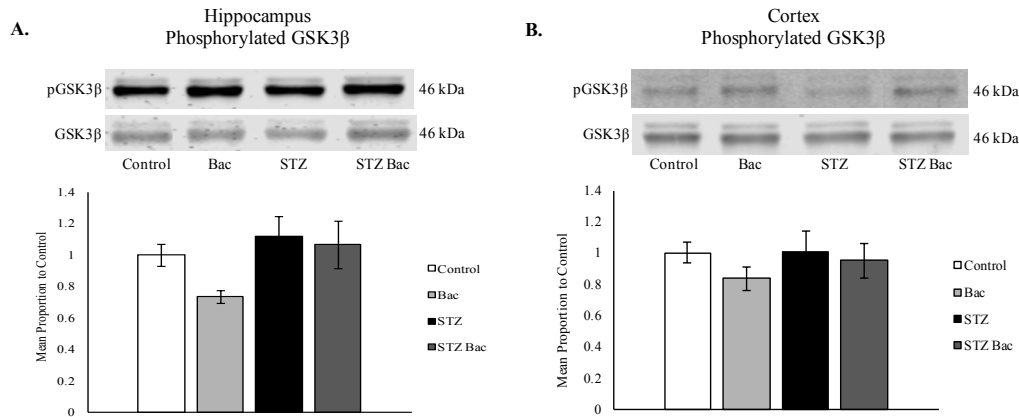 A.
Hippocampus
Phosphorylated GSK3β
pGSK3β
46 kDa
GSK3β
46 kDa
Control Bac STZ STZ Bac
Mean Proportion to Control
1.4
1.2
1
0.8
0.6
0.4
0.2
0
Control
Bac
STZ
STZ Bac
B.
Cortex
Phosphorylated GSK3β
pGSK3β
46 kDa
GSK3β
46 kDa
Control Bac STZ STZ Bac
Mean Proportion to Control
1.4
1.2
1
0.8
0.6
0.4
0.2
0
Control
Bac
STZ
STZ Bac